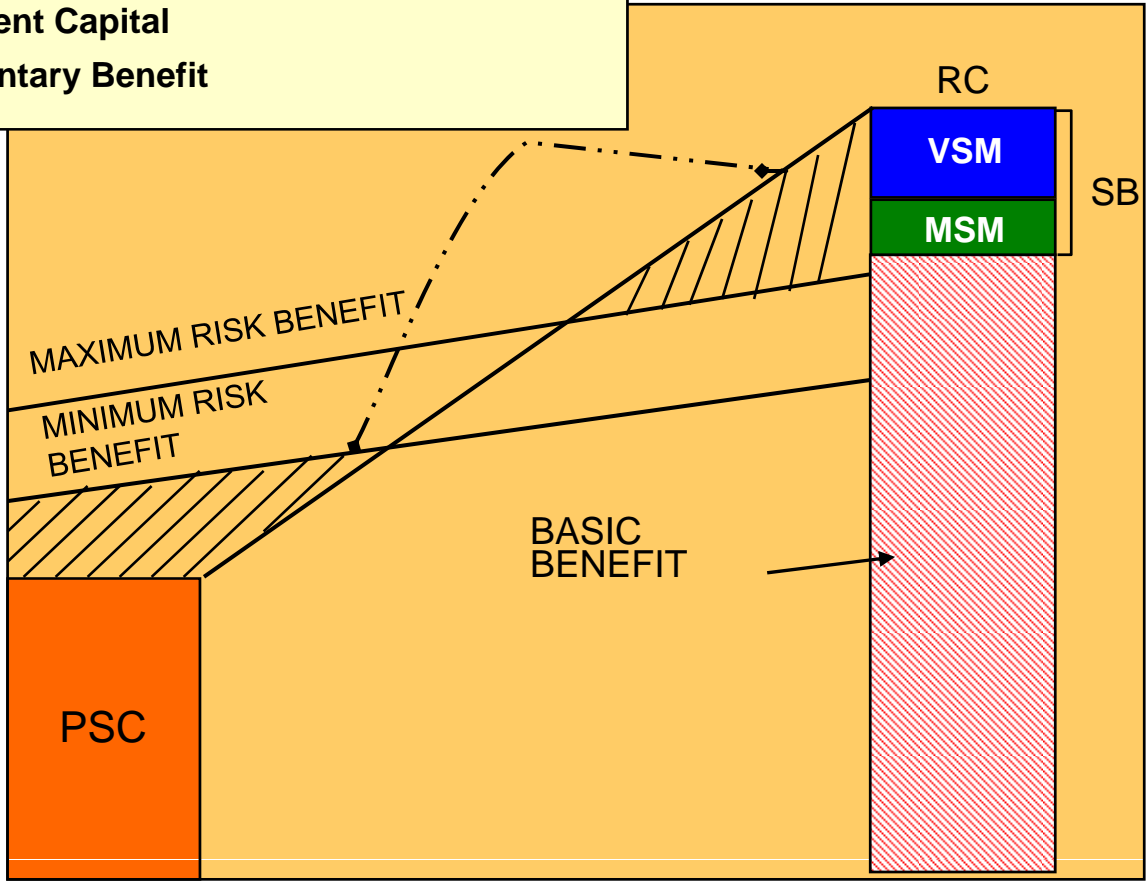 ent Capital
ntary Benefit
RC
VSM
SB
MSM
MAXIMUM RISK BENEFIT
MINIMUM RISK
BENEFIT
BASIC
BENEFIT
PSC